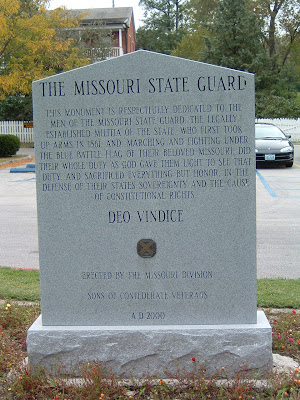 THE MISSOURI STATE GUARD
THIS MONUMENT IS RESPECTFULLY DEDICATED TO THE
MEN OF THE MISSOURI STATE GUARD, THE LEGALLY
ESTABLISHED MILITIA OF THE STATE, WHO FIRST TOOK
UP ARMS IN 1861, AND MARCHING AND FIGHTING UNDER
THE BLUE BATTLE FLAG OF THEIR BELOVED MISSOURI, DID
THEIR WHOLE DUTY AS GOD GAVE THEM LIGHT TO SEE THAT
DUTY, AND SACRIFICED EVERYTHING BUT HONOR, IN THE
DEFENSE OF THEIR STATES SOVEREIGNTY AND THE CAUSE
OF CONSTITUTIONAL RIGHTS.
DEO VINDICE
ERECTED BY THE MISSOURI DIVISION
SONS OF CONFEDERATE VETERANS
A.D. 2000